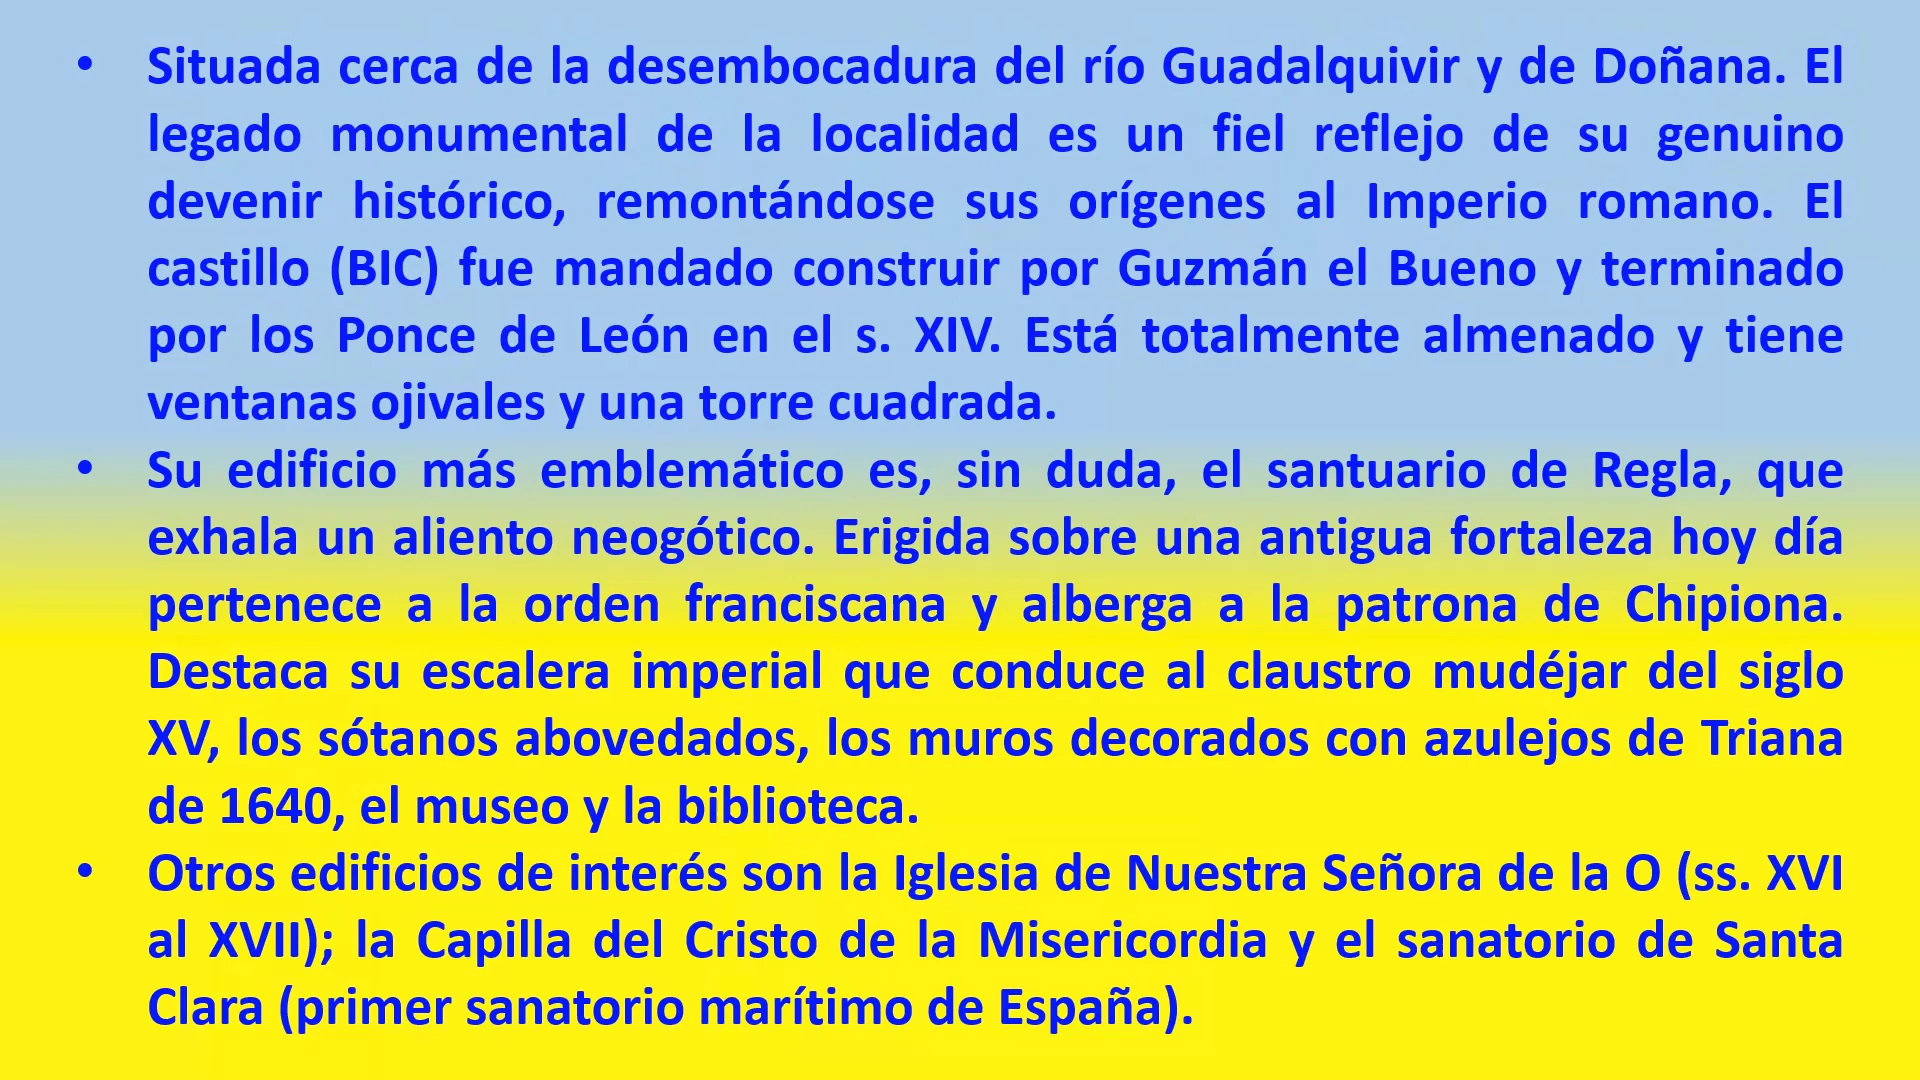 • Situada cerca de la desembocadura del río Guadalquivir y de Doñana. El
legado monumental de la localidad es un fiel reflejo de su genuino
devenir histórico, remontándose sus orígenes al Imperio romano. El
castillo (BIC) fue mandado construir por Guzmán el Bueno y terminado
por los Ponce de León en el s. XIV. Está totalmente almenado y tiene
ventanas ojivales y una torre cuadrada.
• Su edificio más emblemático es, sin duda, el santuario de Regla, que
exhala un aliento neogótico. Erigida sobre una antigua fortaleza hoy día
pertenece a la orden franciscana y alberga a la patrona de Chipiona.
Destaca su escalera imperial que conduce al claustro mudéjar del siglo
XV, los sótanos abovedados, los muros decorados con azulejos de Triana
de 1640, el museo y la biblioteca.
• Otros edificios de interés son la Iglesia de Nuestra Señora de la O (ss. XVI
al XVII); la Capilla del Cristo de la Misericordia y el sanatorio de Santa
Clara (primer sanatorio marítimo de España).